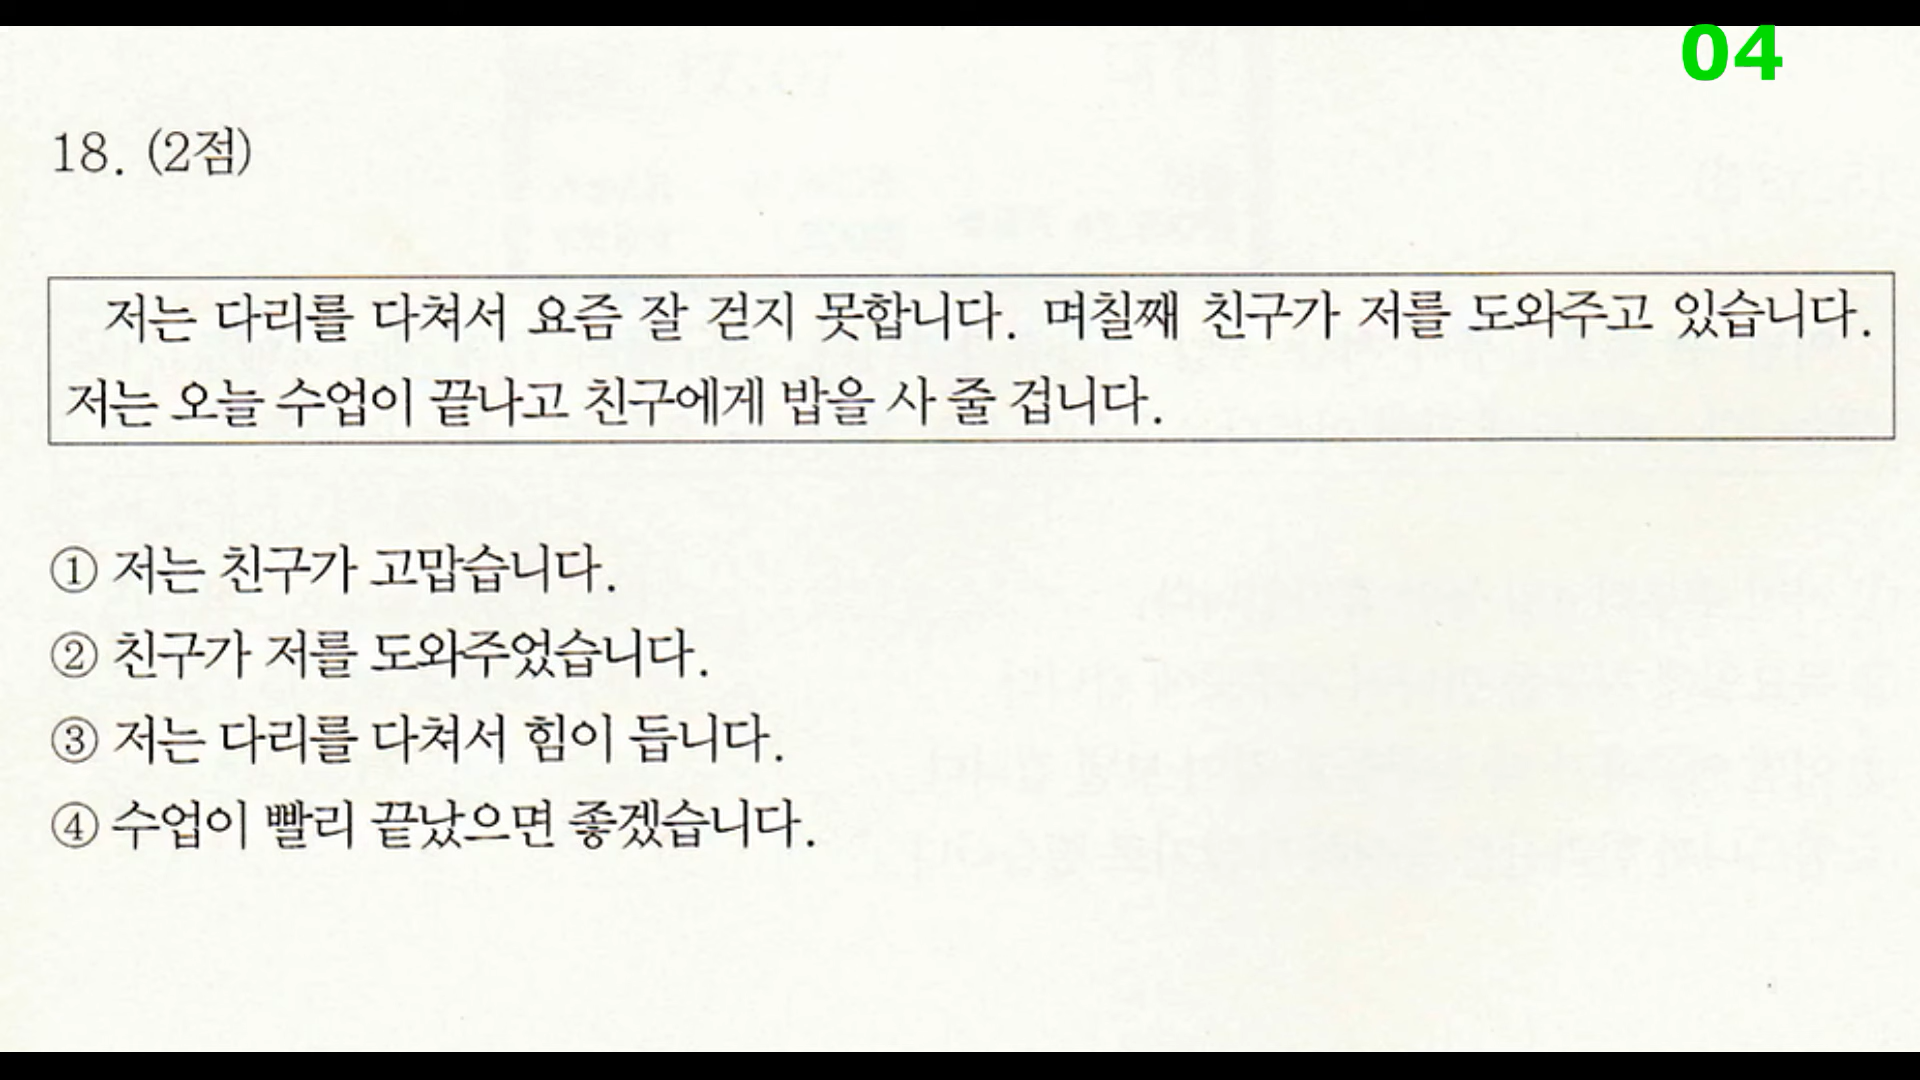 04
18. (2점)
저는 다리를 다쳐서 요즘 잘 걷지 못합니다. 며칠째 친구가 저를 도와주고 있습니다.
저는 오늘 수업이 끝나고 친구에게 밥을 사 줄 겁니다.
① 저는 친구가 고맙습니다.
② 친구가 저를 도와주었습니다.
③ 저는 다리를 다쳐서 힘이 듭니다.
④ 수업이 빨리 끝났으면 좋겠습니다.